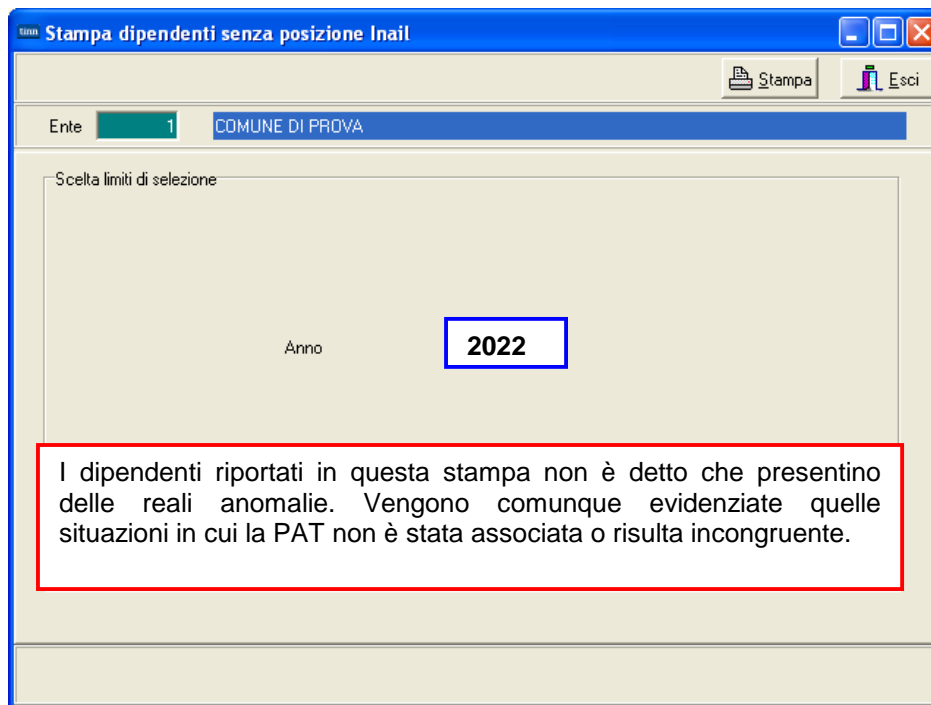 tinn Stampa dipendenti senza posizione Inail
Stampa Esci
Ente 1 COMUNE DI PROVA
Scelta limiti di selezione
Anno 2022
I dipendenti riportati in questa stampa non è detto che presentino
delle reali anomalie. Vengono comunque evidenziate quelle
situazioni in cui la PAT non è stata associata o risulta incongruente.